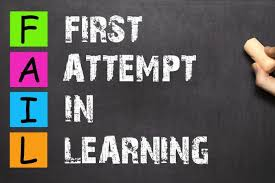 F FIRST
A ATTEMPT
I IN
L LEARNING